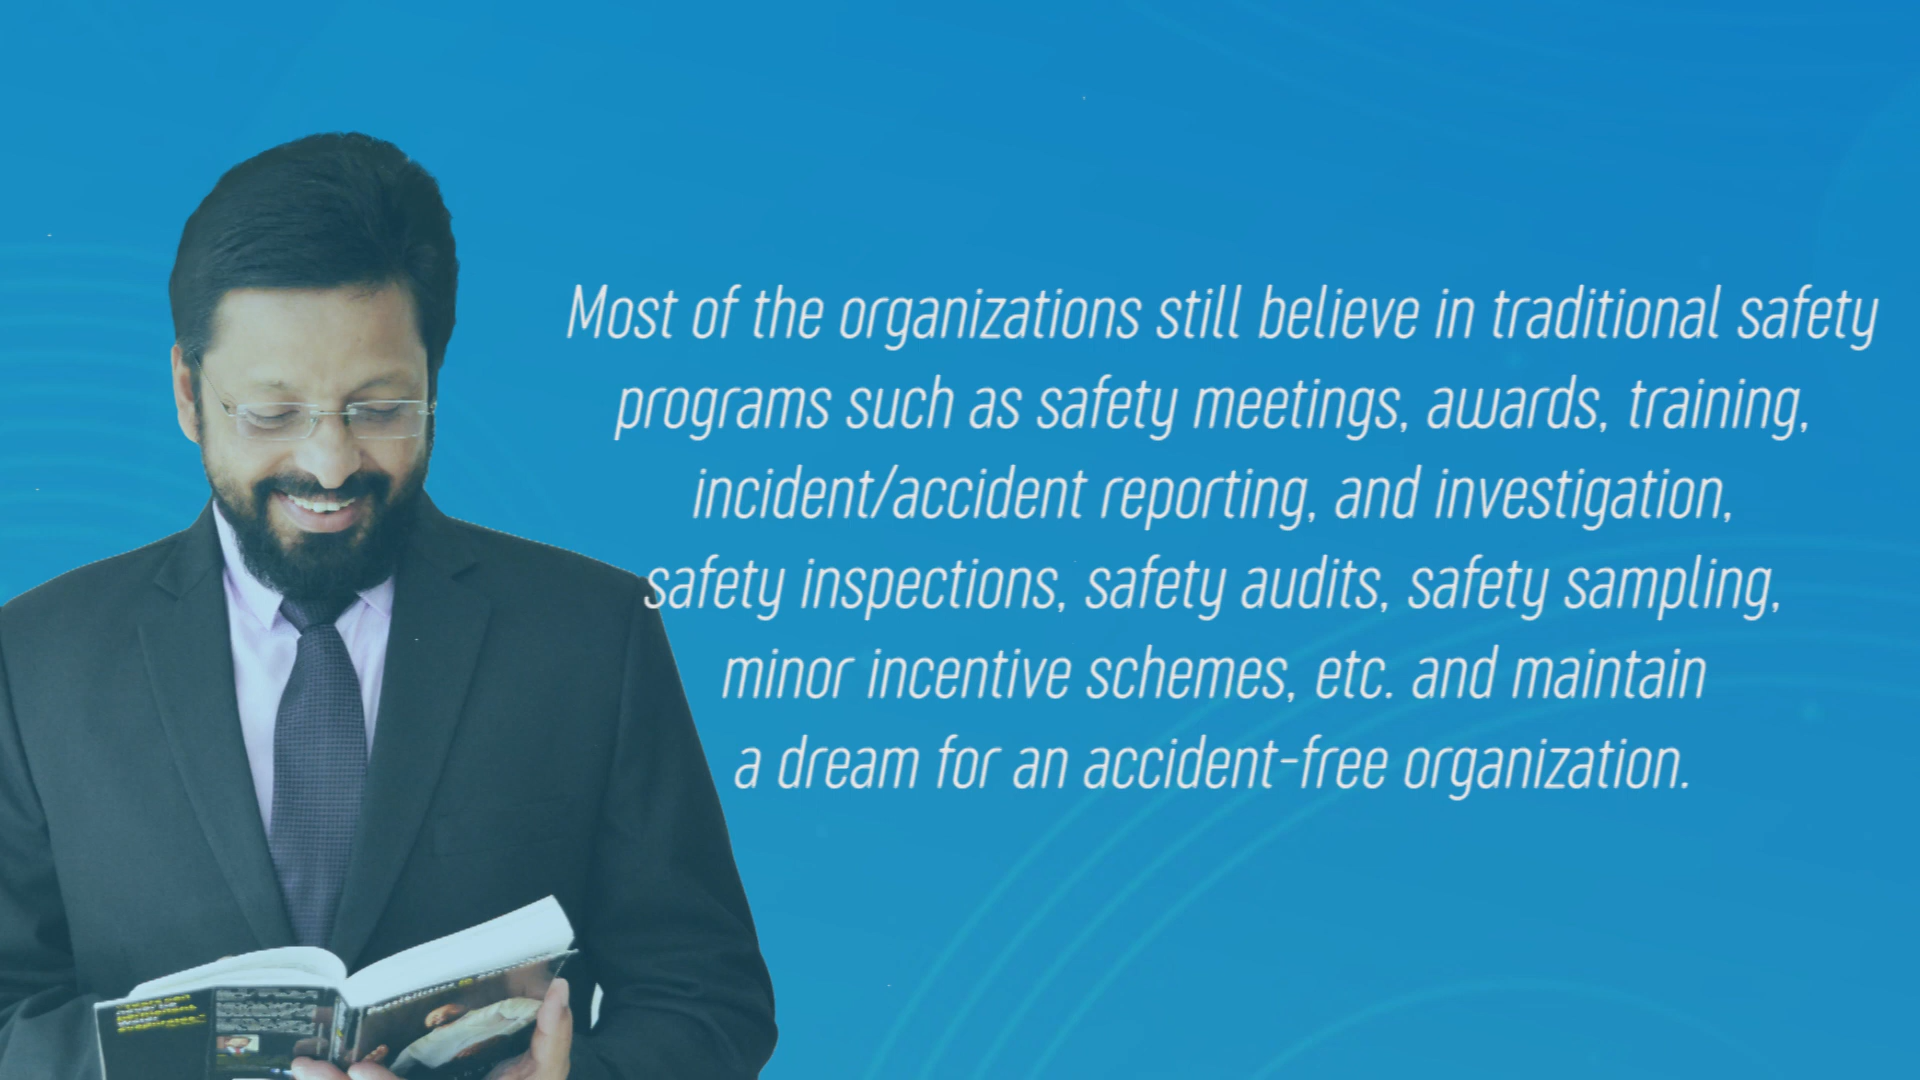 Most of the organizations still believe in traditional safety
programs such as safety meetings, awards, training,
incident/accident reporting, and investigation,
safety inspections, safety audits, safety sampling,
minor incentive schemes, etc. and maintain
a dream for an accident-free organization.